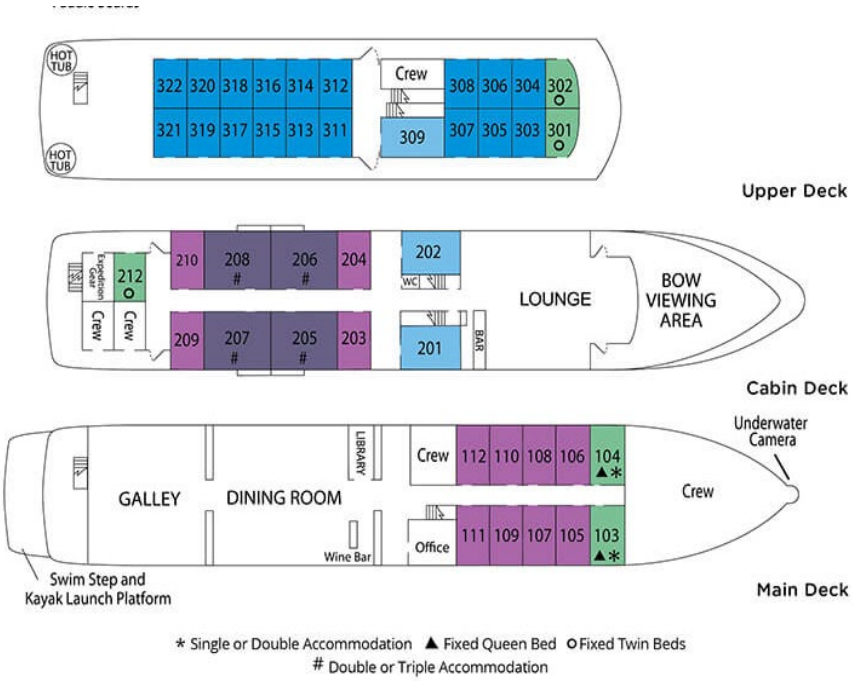 HOT
TUB
322 320 318 316 314 312
Crew
308 306 304 302
321 319 317 315 313 311
309
307 305 303 301
HOT
TUB
Upper Deck
Expedition
Gear
212
Crew
Crew
210 208 206 204
#
#
202
WC
209 207 205 203
#
#
201
BAR
LOUNGE
BOW
VIEWING
AREA
Cabin Deck
Underwater
Camera
GALLEY
DINING ROOM
LIBRARY
Wine Bar
Crew
Office
112 110 108 106 104
▲*
111 109 107 105 103
▲*
Crew
Swim Step and
Kayak Launch Platform
Main Deck
* Single or Double Accommodation ▲ Fixed Queen Bed o Fixed Twin Beds
# Double or Triple Accommodation